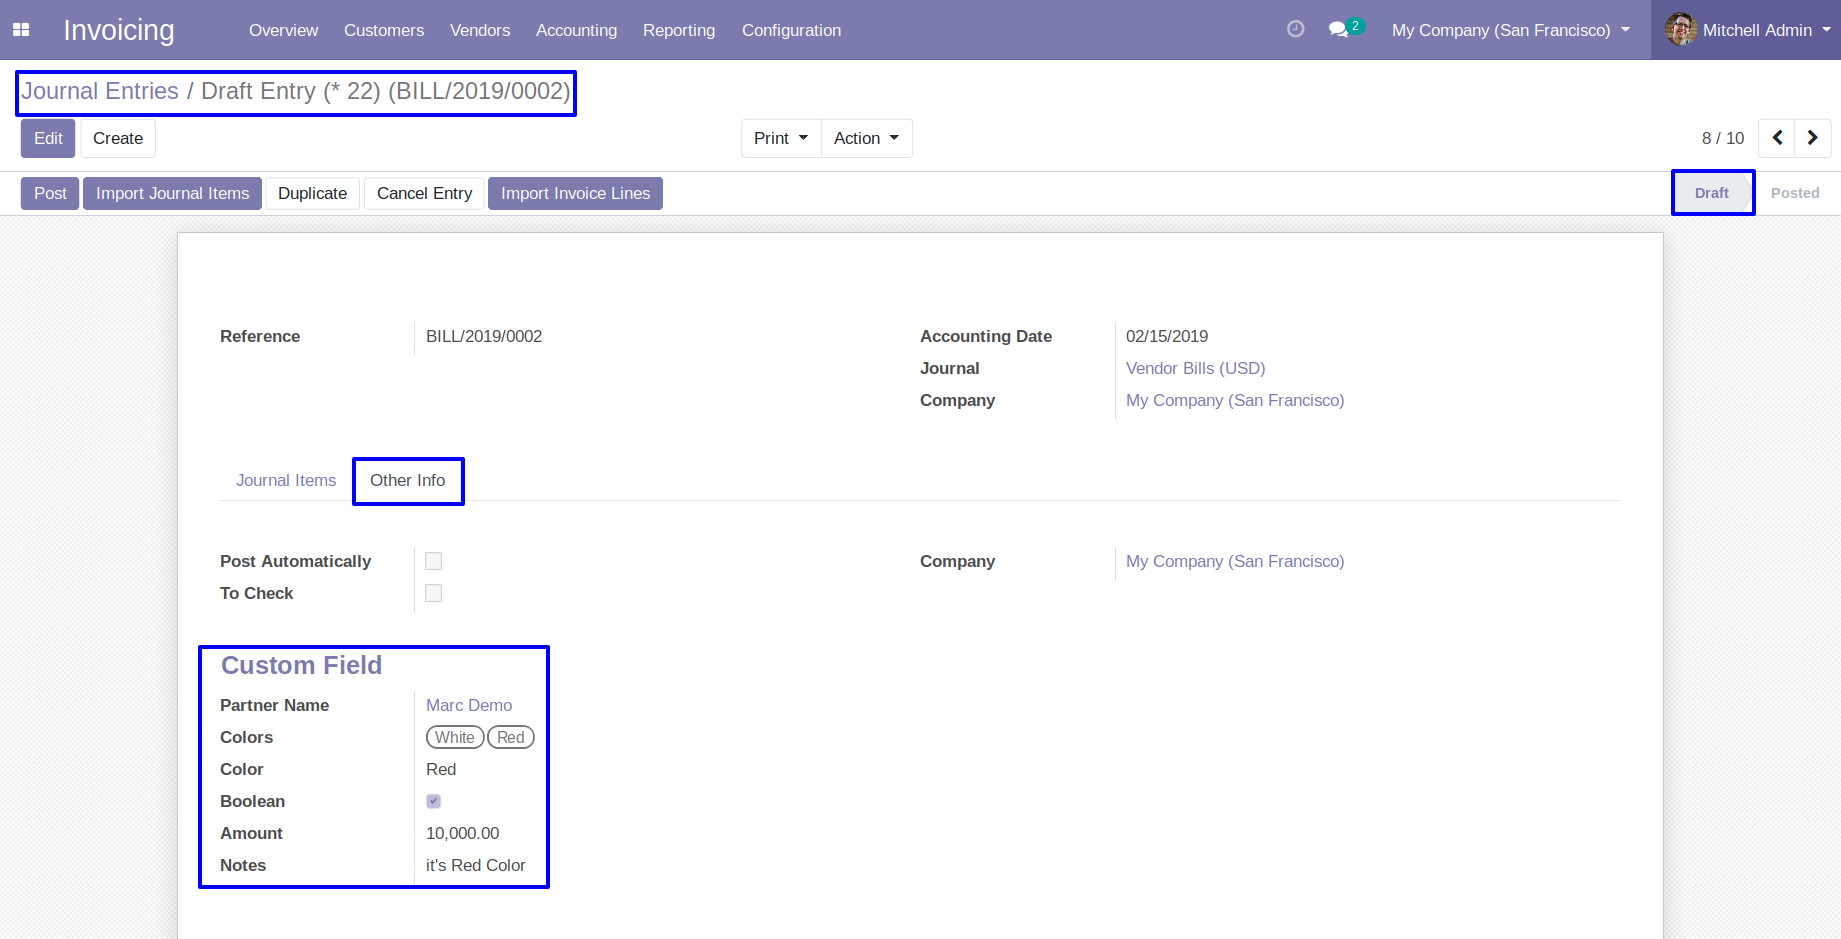 Invoicing Overview Customers Vendors Accounting Reporting Configuration 2 My Company (San Francisco) Mitchell Admin
Journal Entries / Draft Entry (* 22) (BILL/2019/0002)
Edit Create Print Action 8 / 10
Post Import Journal Items Duplicate Cancel Entry Import Invoice Lines Draft Posted
Reference BILL/2019/0002 Accounting Date 02/15/2019
Journal Vendor Bills (USD)
Company My Company (San Francisco)
Journal Items Other Info
Post Automatically Company My Company (San Francisco)
To Check
Custom Field
Partner Name Marc Demo
Colors White Red
Color Red
Boolean
Amount 10,000.00
Notes it's Red Color